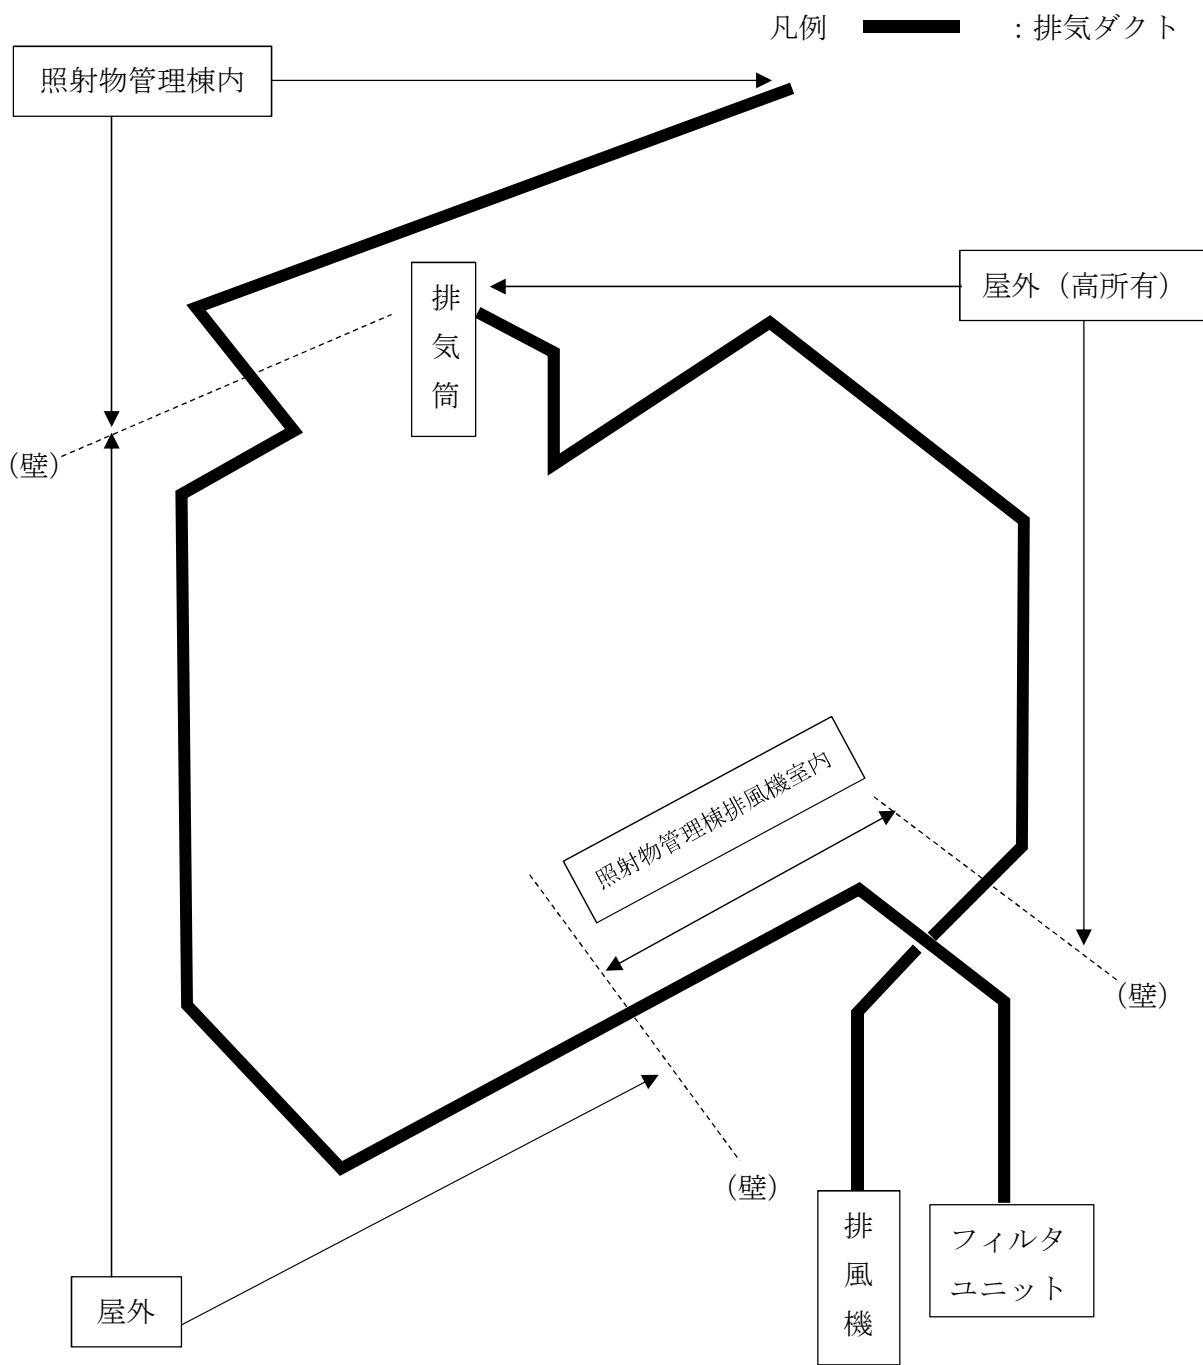 凡例　：排気ダクト
照射物管理棟内
屋外（高所有）
排気筒
（壁）
照射物管理棟排風機室内
（壁）
（壁）
排風機
フィルタ
ユニット
屋外